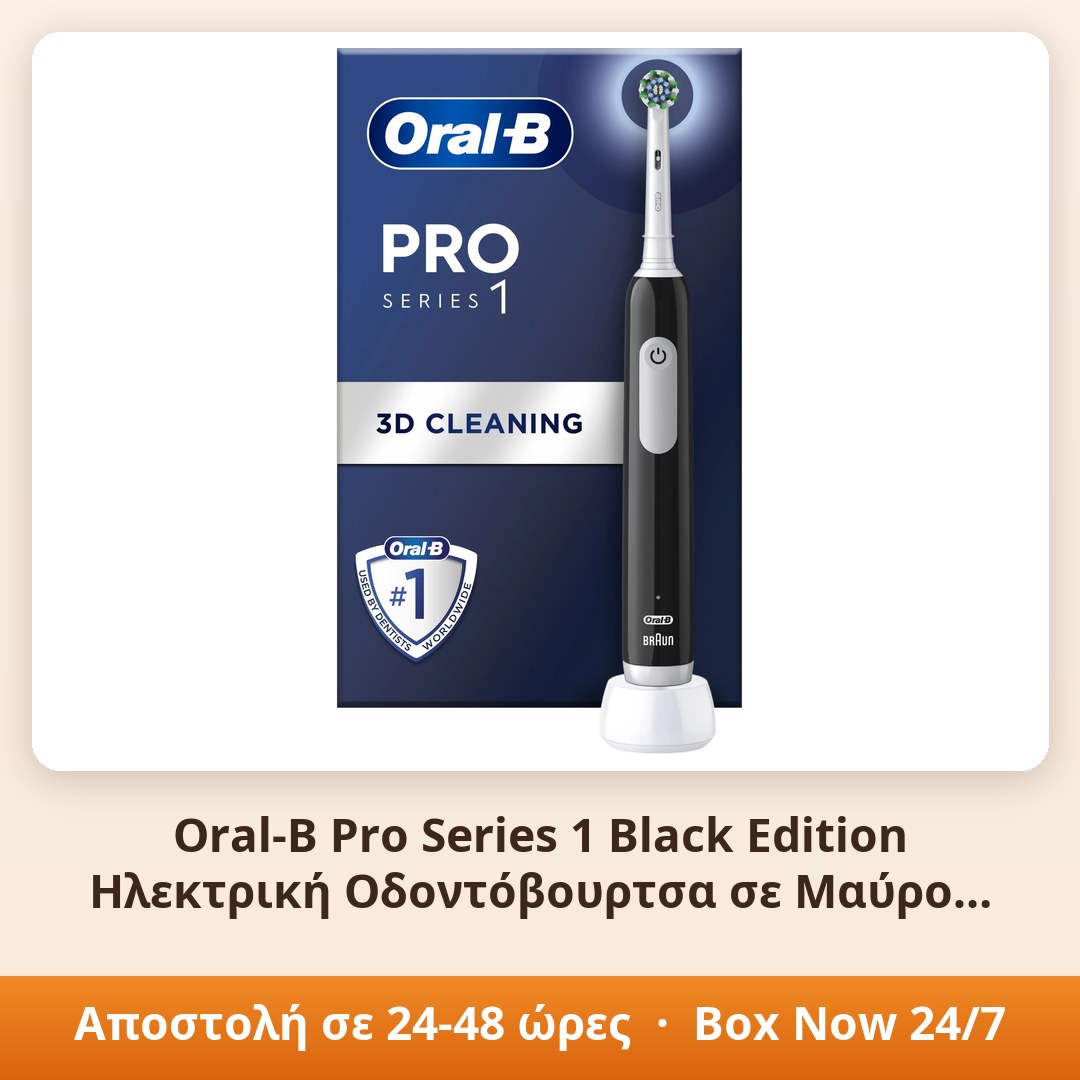 Oral-B
PRO
SERIES 1
3D CLEANING
Oral-B
#1
USED BY DENTISTS WORLDWIDE
Oral-B
BRAUN
Oral-B Pro Series 1 Black Edition
Ηλεκτρική Οδοντόβουρτσα σε Μαύρο...
Αποστολή σε 24-48 ώρες · Box Now 24/7